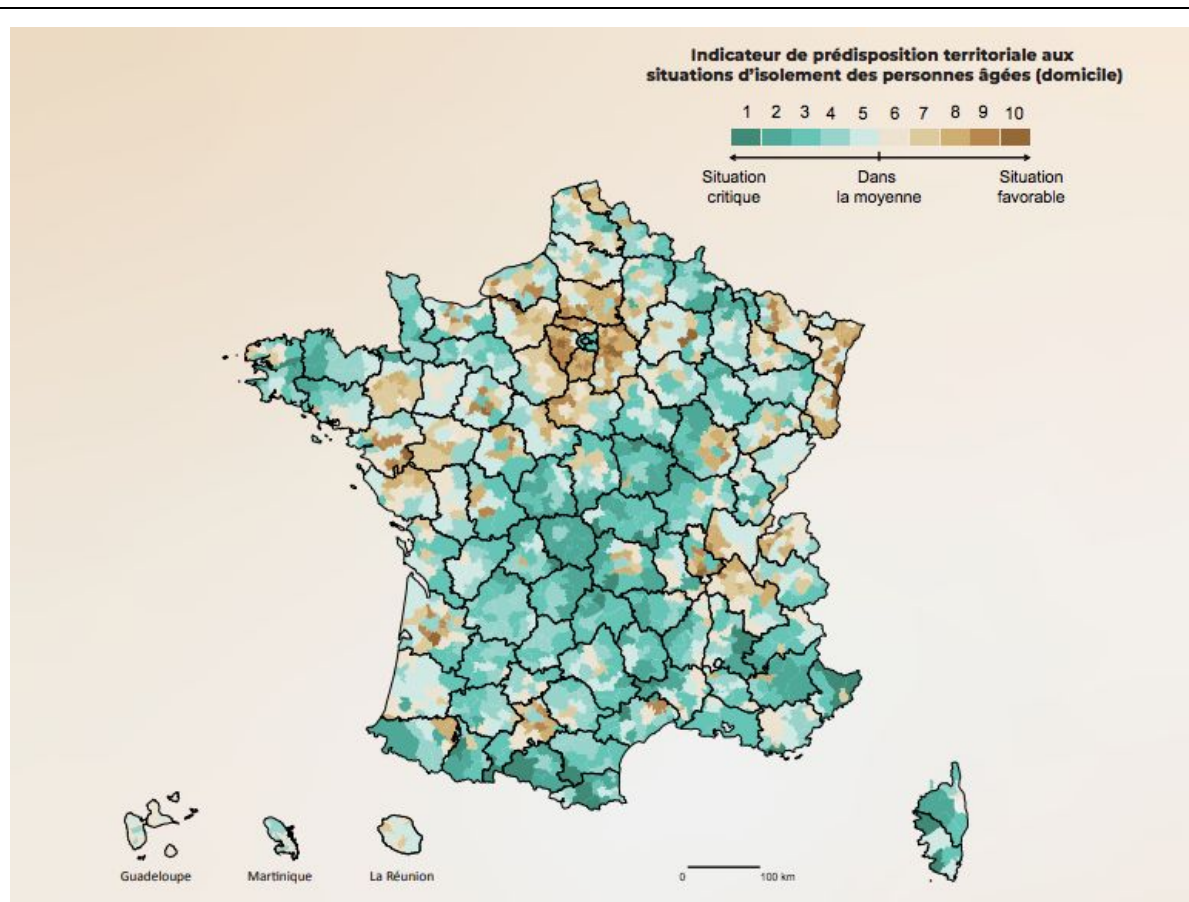 Indicateur de prédisposition territoriale aux
situations d'isolement des personnes âgées (domicile)
1 2 3 4 5 6 7 8 9 10
Situation critique
Dans la moyenne
Situation favorable
Guadeloupe
Martinique
La Réunion
0 100 km